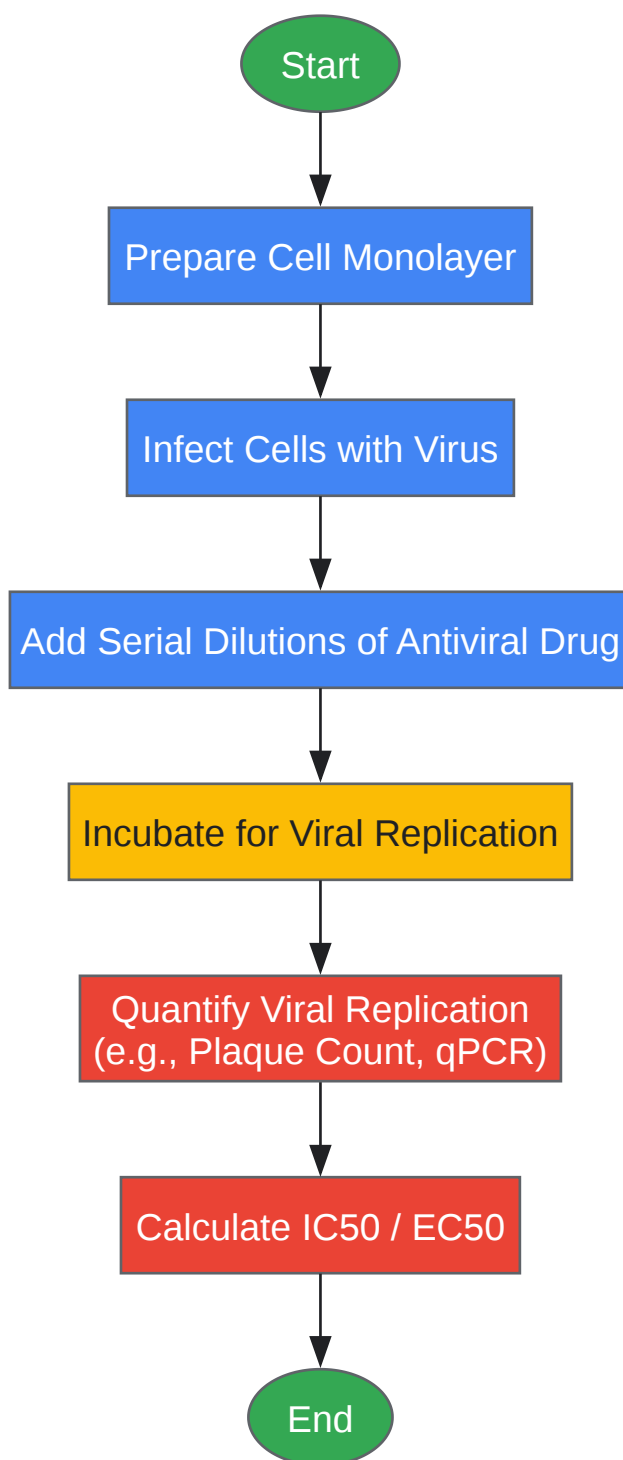 Start
Prepare Cell Monolayer
Infect Cells with Virus
Add Serial Dilutions of Antiviral Drug
Incubate for Viral Replication
Quantify Viral Replication
(e.g., Plaque Count, qPCR)
Calculate IC50 / EC50
End